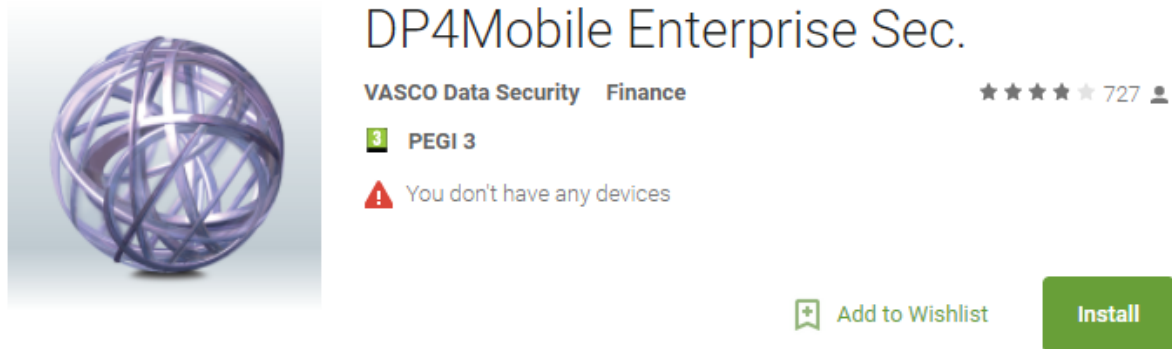 DP4Mobile Enterprise Sec.
VASCO Data Security Finance 727
3 PEGI 3
! You don't have any devices
Add to Wishlist Install